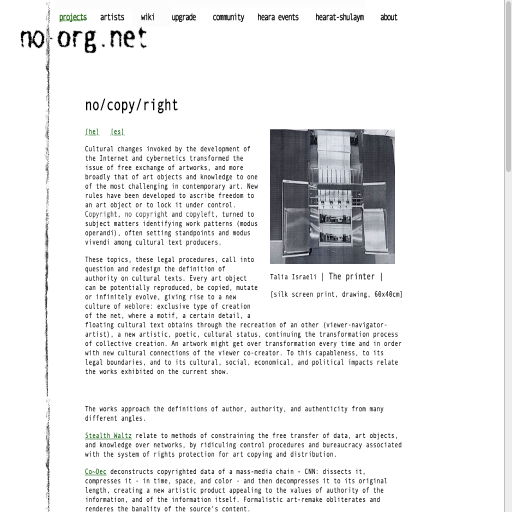 projects artists wiki upgrade community heara events hearat-shulaym about
no-org.net
no/copy/right
[he] [es]
Cultural changes invoked by the development of
the Internet and cybernetics transformed the
issue of free exchange of artworks, and more
broadly that of art objects and knowledge to one
of the most challenging in contemporary art. New
rules have been developed to ascribe freedom to
an art object or to lock it under control.
Copyright, no copyright and copyleft, turned to
subject matters identifying work patterns (modus
operandi), often setting standpoints and modus
vivendi among cultural text producers.
Talia Israeli | The printer |
[silk screen print, drawing, 60x40cm]
These topics, these legal procedures, call into
question and redesign the definition of
authority on cultural texts. Every art object
can be potentially reproduced, be copied, mutate
or infinitely evolve, giving rise to a new
culture of weblore: exclusive type of creation
of the net, where a motif, a certain detail, a
floating cultural text obtains through the recreation of an other (viewer-navigator-
artist), a new artistic, poetic, cultural status, continuing the transformation process
of collective creation. An artwork might get over transformation every time and in order
with new cultural connections of the viewer co-creator. To this capableness, to its
legal boundaries, and to its cultural, social, economical, and political impacts relate
the works exhibited on the current show.
The works approach the definitions of author, authority, and authenticity from many
different angles.
Stealth Waltz relate to methods of constraining the free transfer of data, art objects,
and knowledge over networks, by ridiculing control procedures and bureaucracy associated
with the system of rights protection for art copying and distribution.
Co-Dec deconstructs copyrighted data of a mass-media chain - CNN: dissects it,
compresses it - in time, space, and color - and then decompresses it to its original
length, creating a new artistic product appealing to the values of authority of the
information, and of the information itself. Formalistic art-remake obliterates and
renders the banality of the source's content.